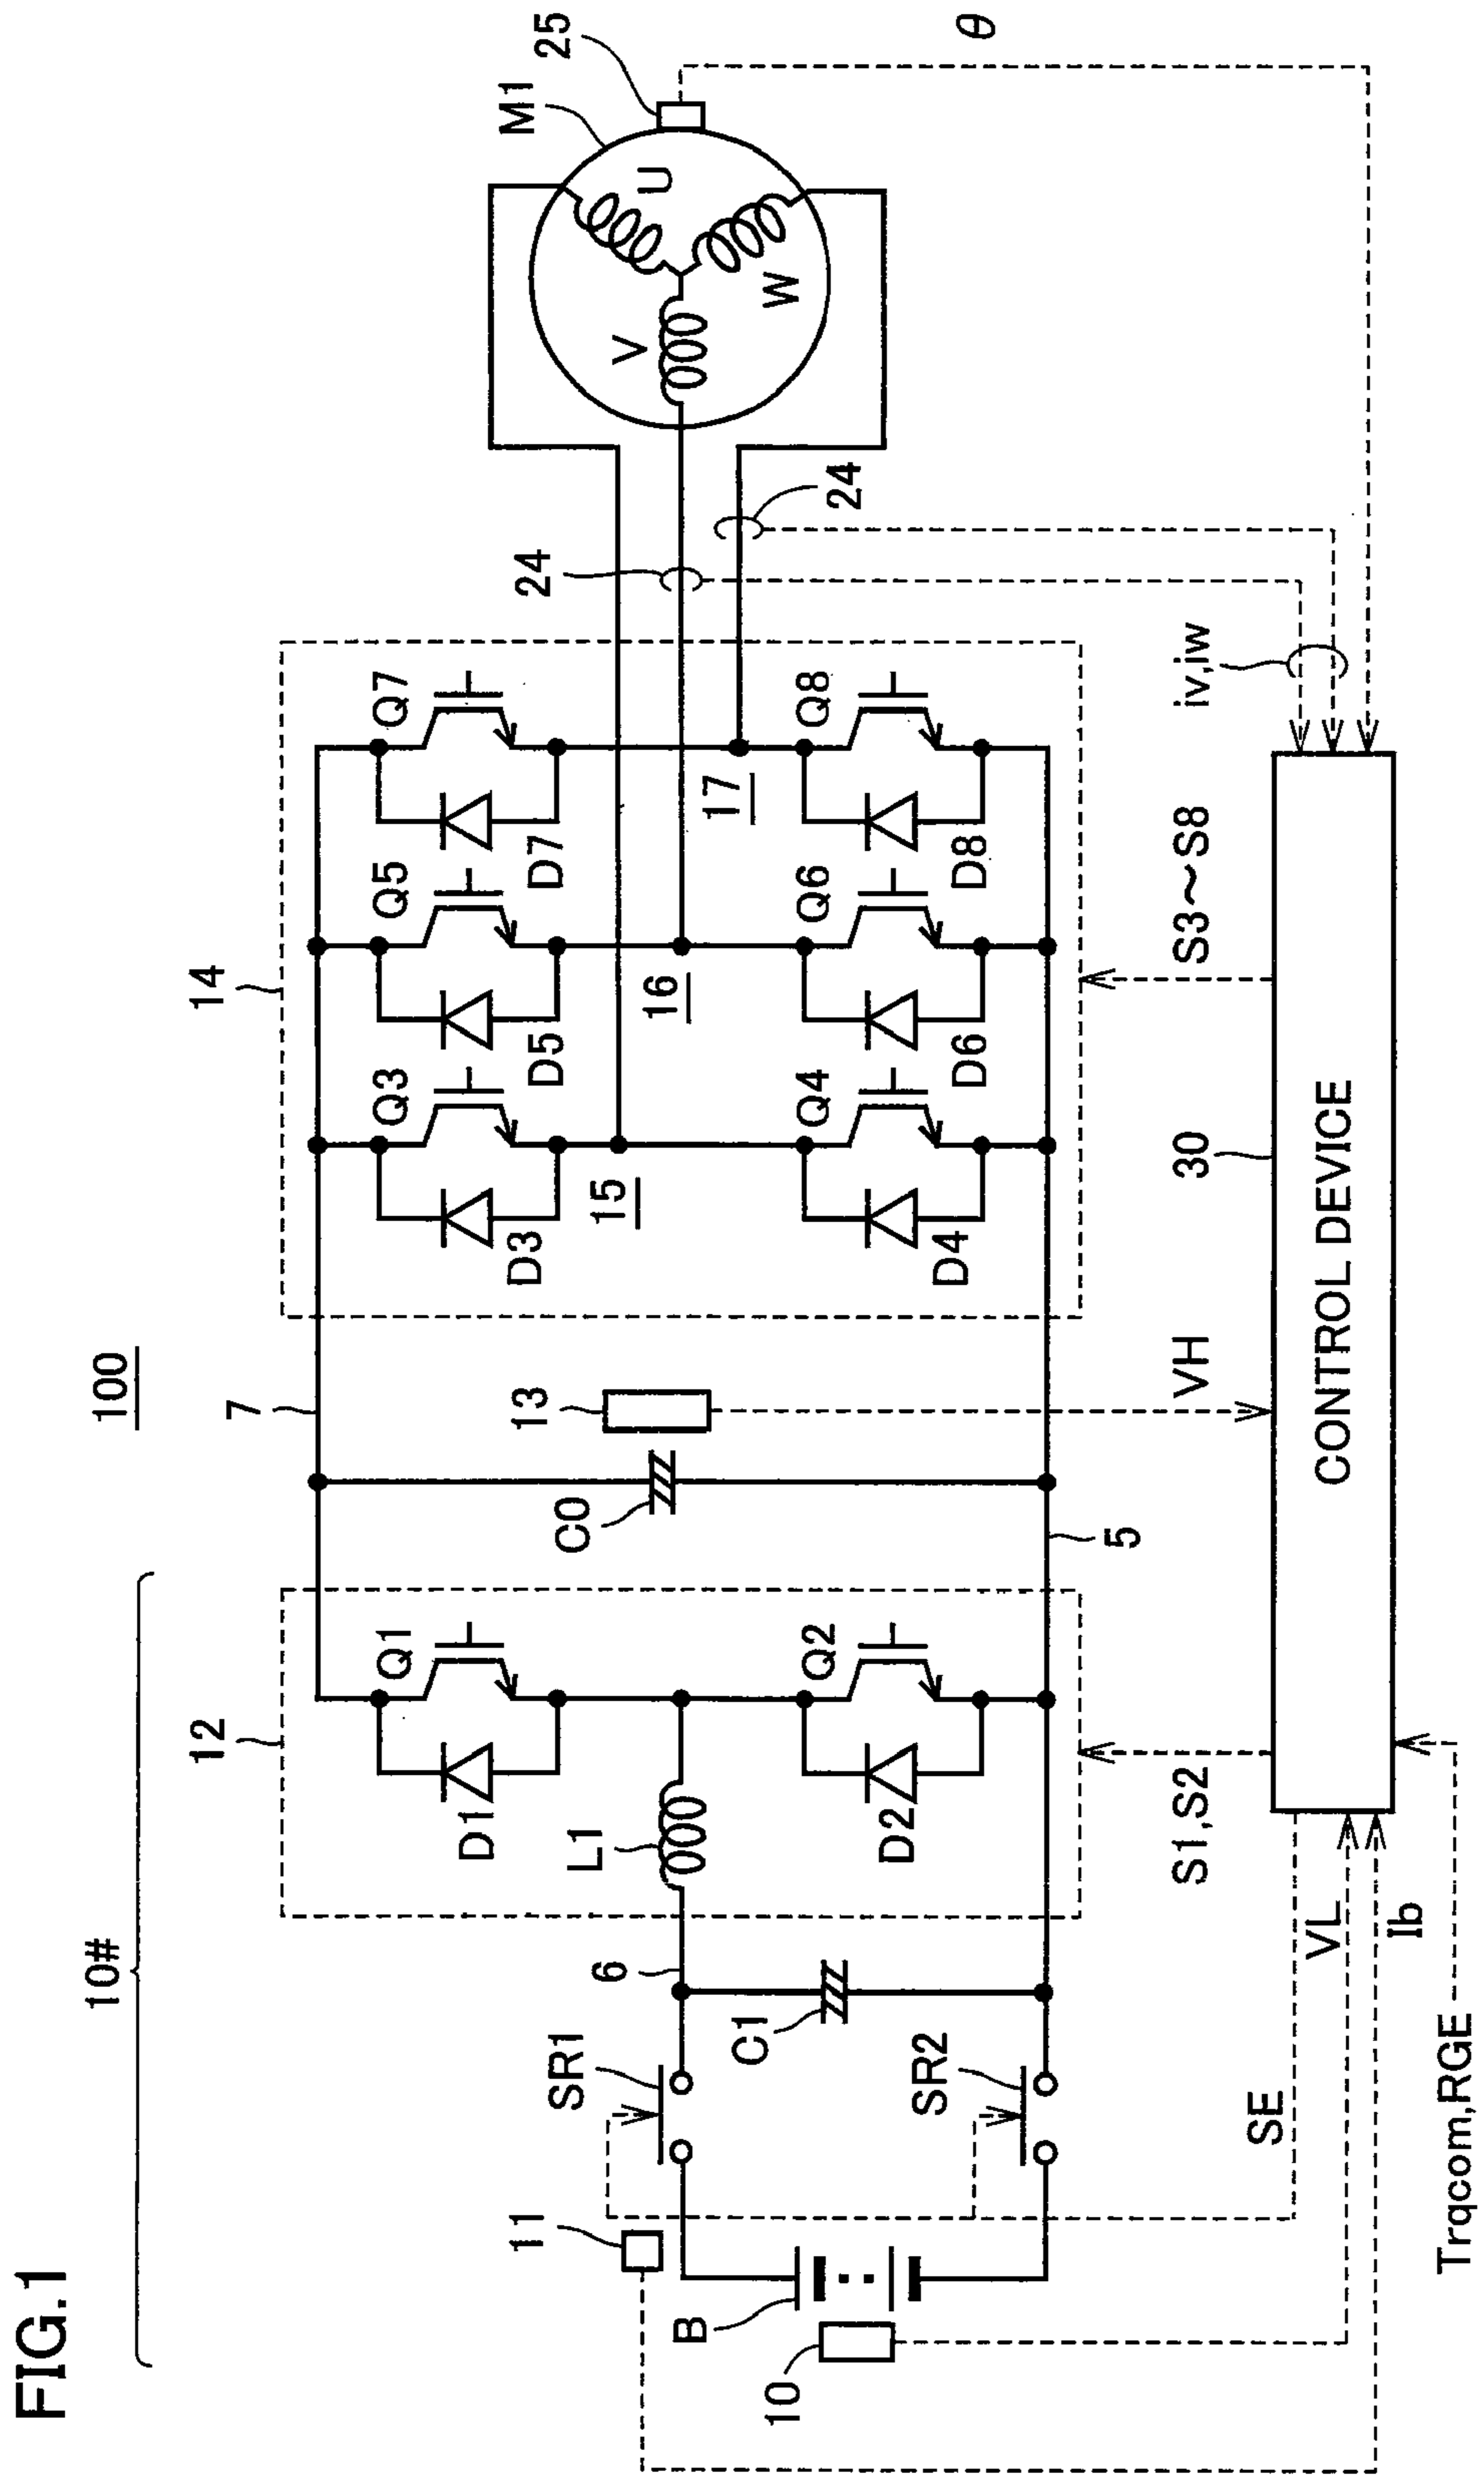 FIG.1
100
10#
12
14
7
Q1
D1
Q2
D2
L1
6
C1
SR1
SR2
11
B
10
C0
13
5
Q3
D3
Q4
D4
Q5
D5
Q6
D6
Q7
D7
Q8
D8
15
16
17
24
24
M1
U
V
W
25
θ
iv,iw
S3~S8
VH
S1,S2
SE
VL
Ib
Trqcom,RGE
30
CONTROL DEVICE